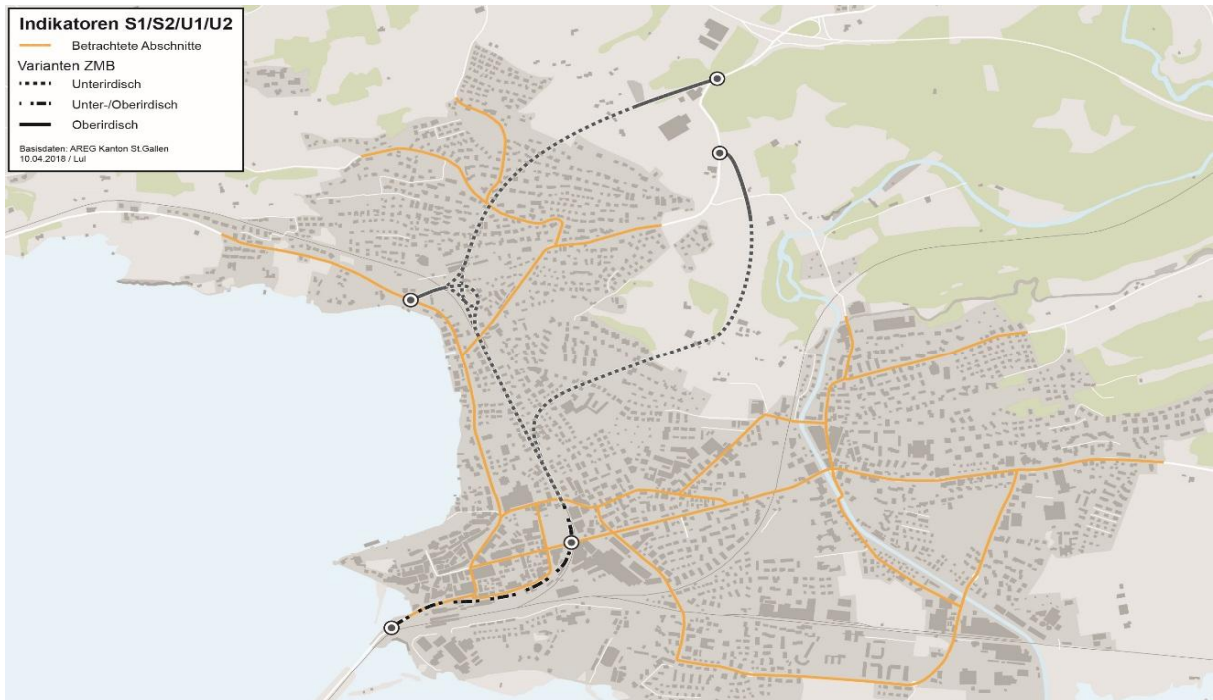 Indikatoren S1/S2/U1/U2
Betrachtete Abschnitte
Varianten ZMB
Unterirdisch
Unter-/Oberirdisch
Oberirdisch
Basisdaten: AREG Kanton St.Gallen
10.04.2018 / Lul